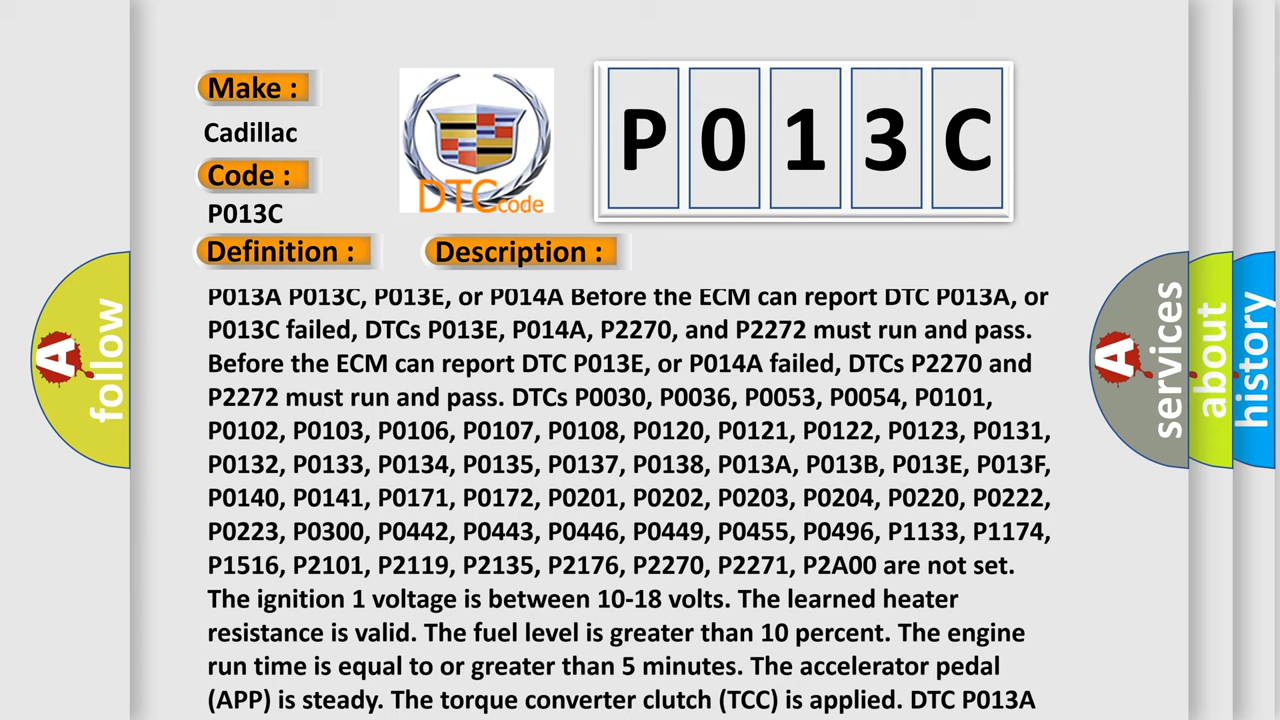 Make :
Cadillac
Code :
P013C
DTC code
P 0 1 3 C
Definition :
Description :
P013A P013C, P013E, or P014A Before the ECM can report DTC P013A, or
P013C failed, DTCs P013E, P014A, P2270, and P2272 must run and pass.
Before the ECM can report DTC P013E, or P014A failed, DTCs P2270 and
P2272 must run and pass. DTCs P0030, P0036, P0053, P0054, P0101,
P0102, P0103, P0106, P0107, P0108, P0120, P0121, P0122, P0123, P0131,
P0132, P0133, P0134, P0135, P0137, P0138, P013A, P013B, P013E, P013F,
P0140, P0141, P0171, P0172, P0201, P0202, P0203, P0204, P0220, P0222,
P0223, P0300, P0442, P0443, P0446, P0449, P0455, P0496, P1133, P1174,
P1516, P2101, P2119, P2135, P2176, P2270, P2271, P2A00 are not set.
The ignition 1 voltage is between 10-18 volts. The learned heater
resistance is valid. The fuel level is greater than 10 percent. The engine
run time is equal to or greater than 5 minutes. The accelerator pedal
(APP) is steady. The torque converter clutch (TCC) is applied. DTC P013A
A follow
A services
about
history